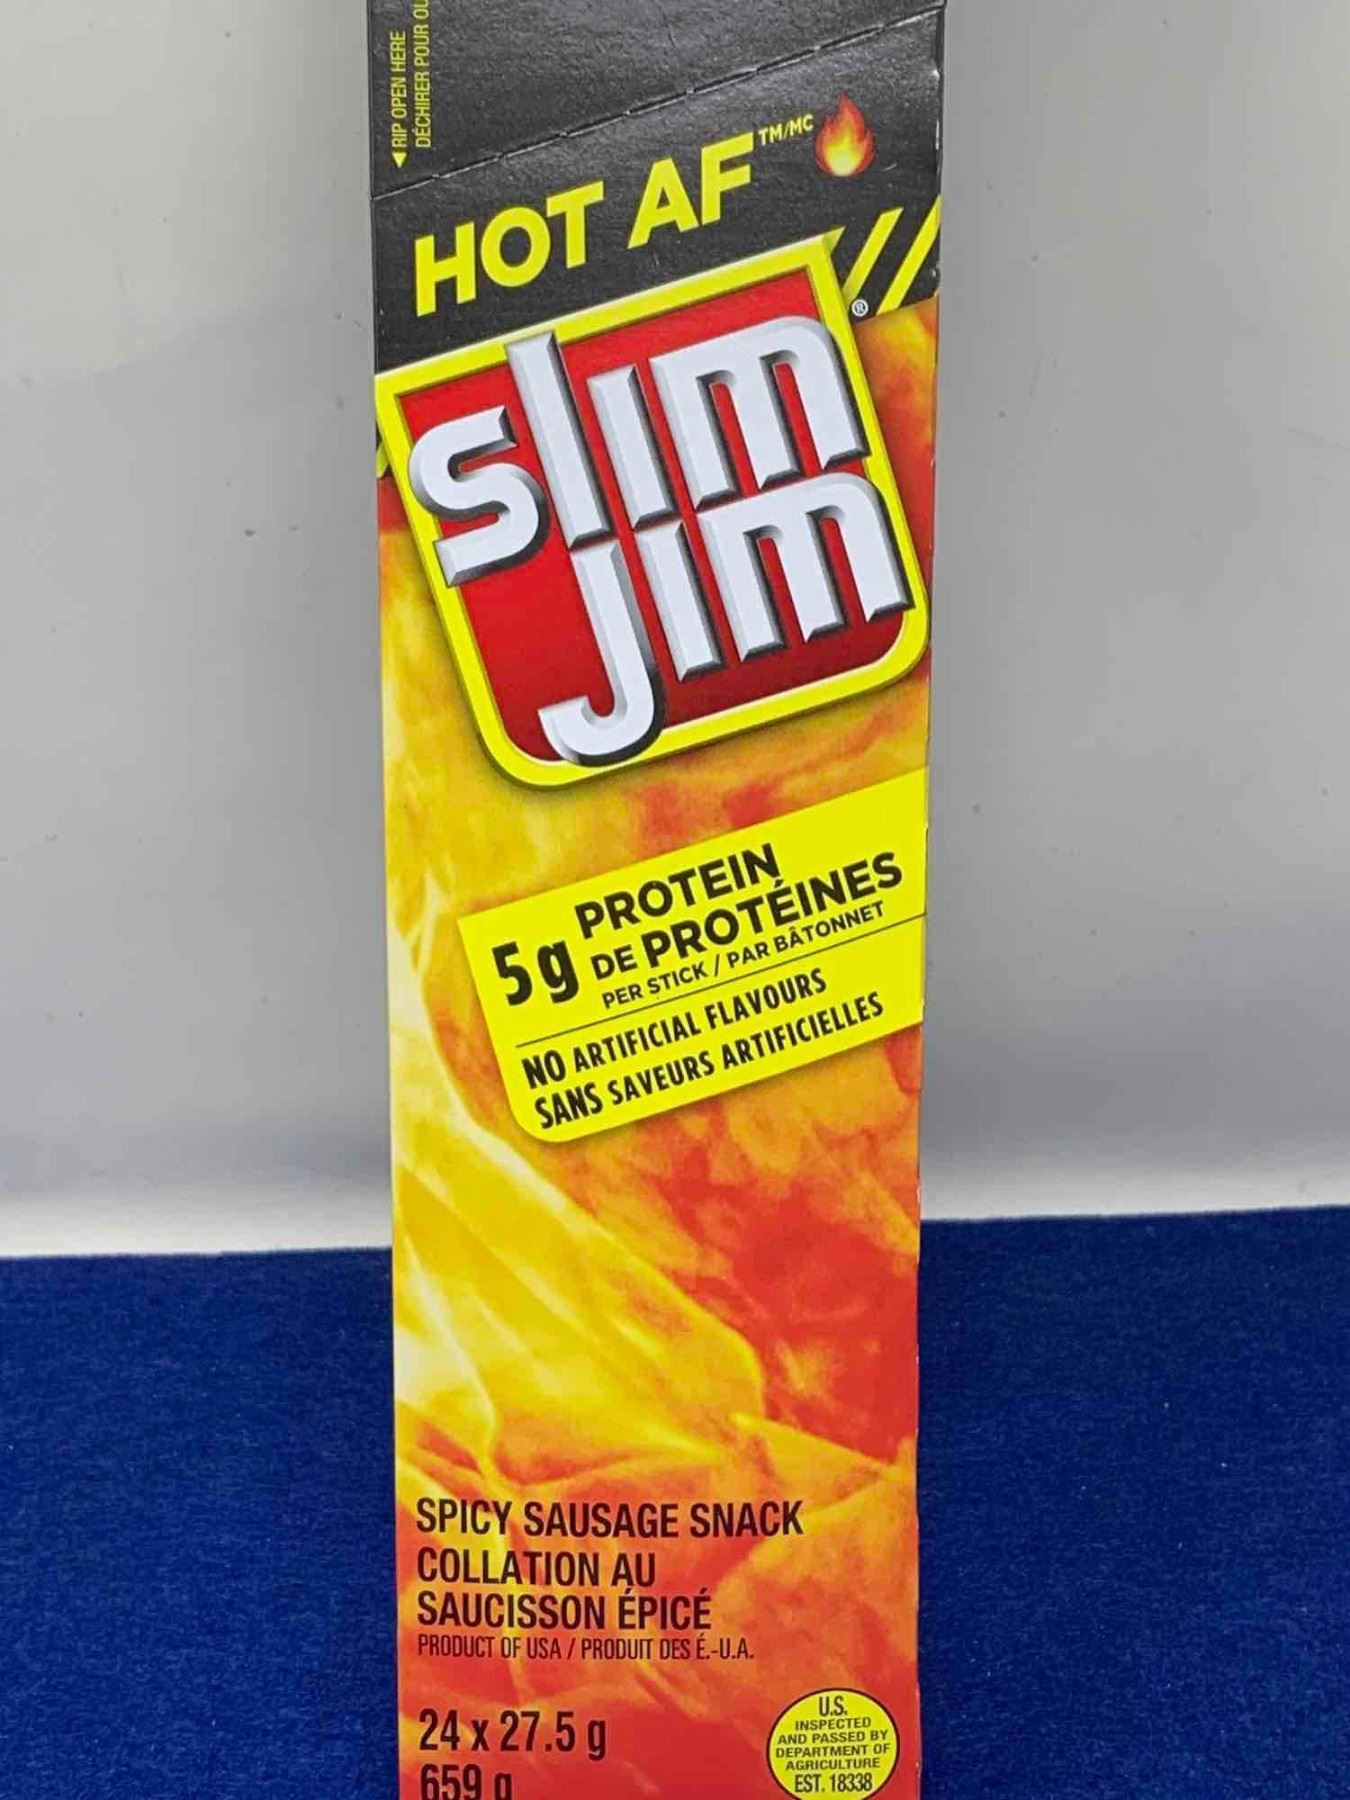 ◄ RIP OPEN HERE
DÉCHIRER POUR
HOT AF TM/MC
slim ®
jim
5g PROTEIN
DE PROTÉINES
PER STICK / PAR BÂTONNET
NO ARTIFICIAL FLAVOURS
SANS SAVEURS ARTIFICIELLES
SPICY SAUSAGE SNACK
COLLATION AU
SAUCISSON ÉPICÉ
PRODUCT OF USA / PRODUIT DES É.-U.A.
24 x 27.5 g
659 g
U.S.
INSPECTED
AND PASSED BY
DEPARTMENT OF
AGRICULTURE
EST. 18338